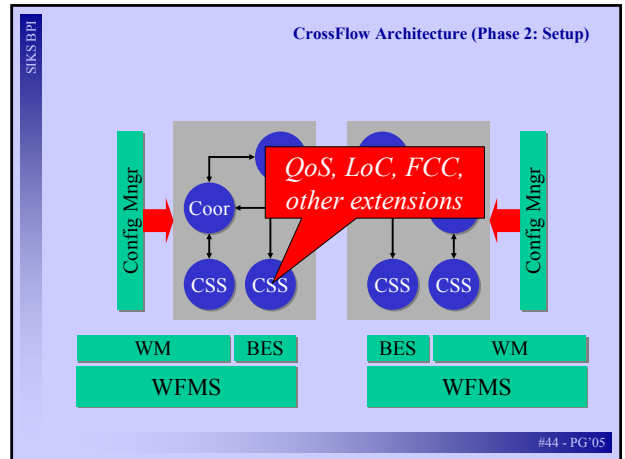 SIKS BPI
CrossFlow Architecture (Phase 2: Setup)
QoS, LoC, FCC,
other extensions
Config Mngr
Coor
CSS
CSS
CSS
CSS
Config Mngr
WM
BES
BES
WM
WFMS
WFMS
#44 - PG'05